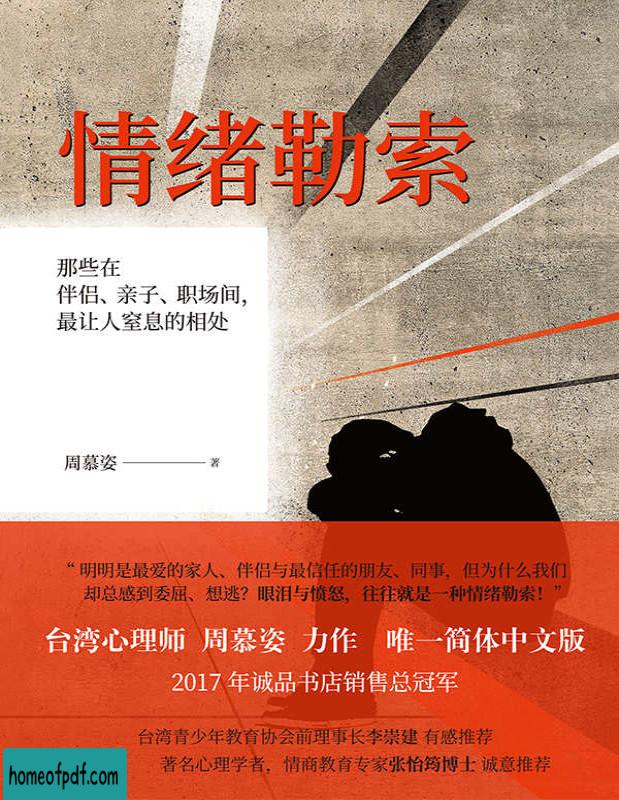 情绪勒索
那些在
伴侣、亲子、职场间，
最让人窒息的相处
周慕姿 ———— 著
“明明是最爱的家人、伴侣与最信任的朋友、同事，但为什么我们
却总感到委屈、想逃？眼泪与愤怒，往往就是一种情绪勒索！”
台湾心理师 周慕姿 力作 唯一简体中文版
2017 年诚品书店销售总冠军
台湾青少年教育协会前理事长李崇建 有感推荐
著名心理学者，情商教育专家张怡筠博士 诚意推荐
homeofpdf.com